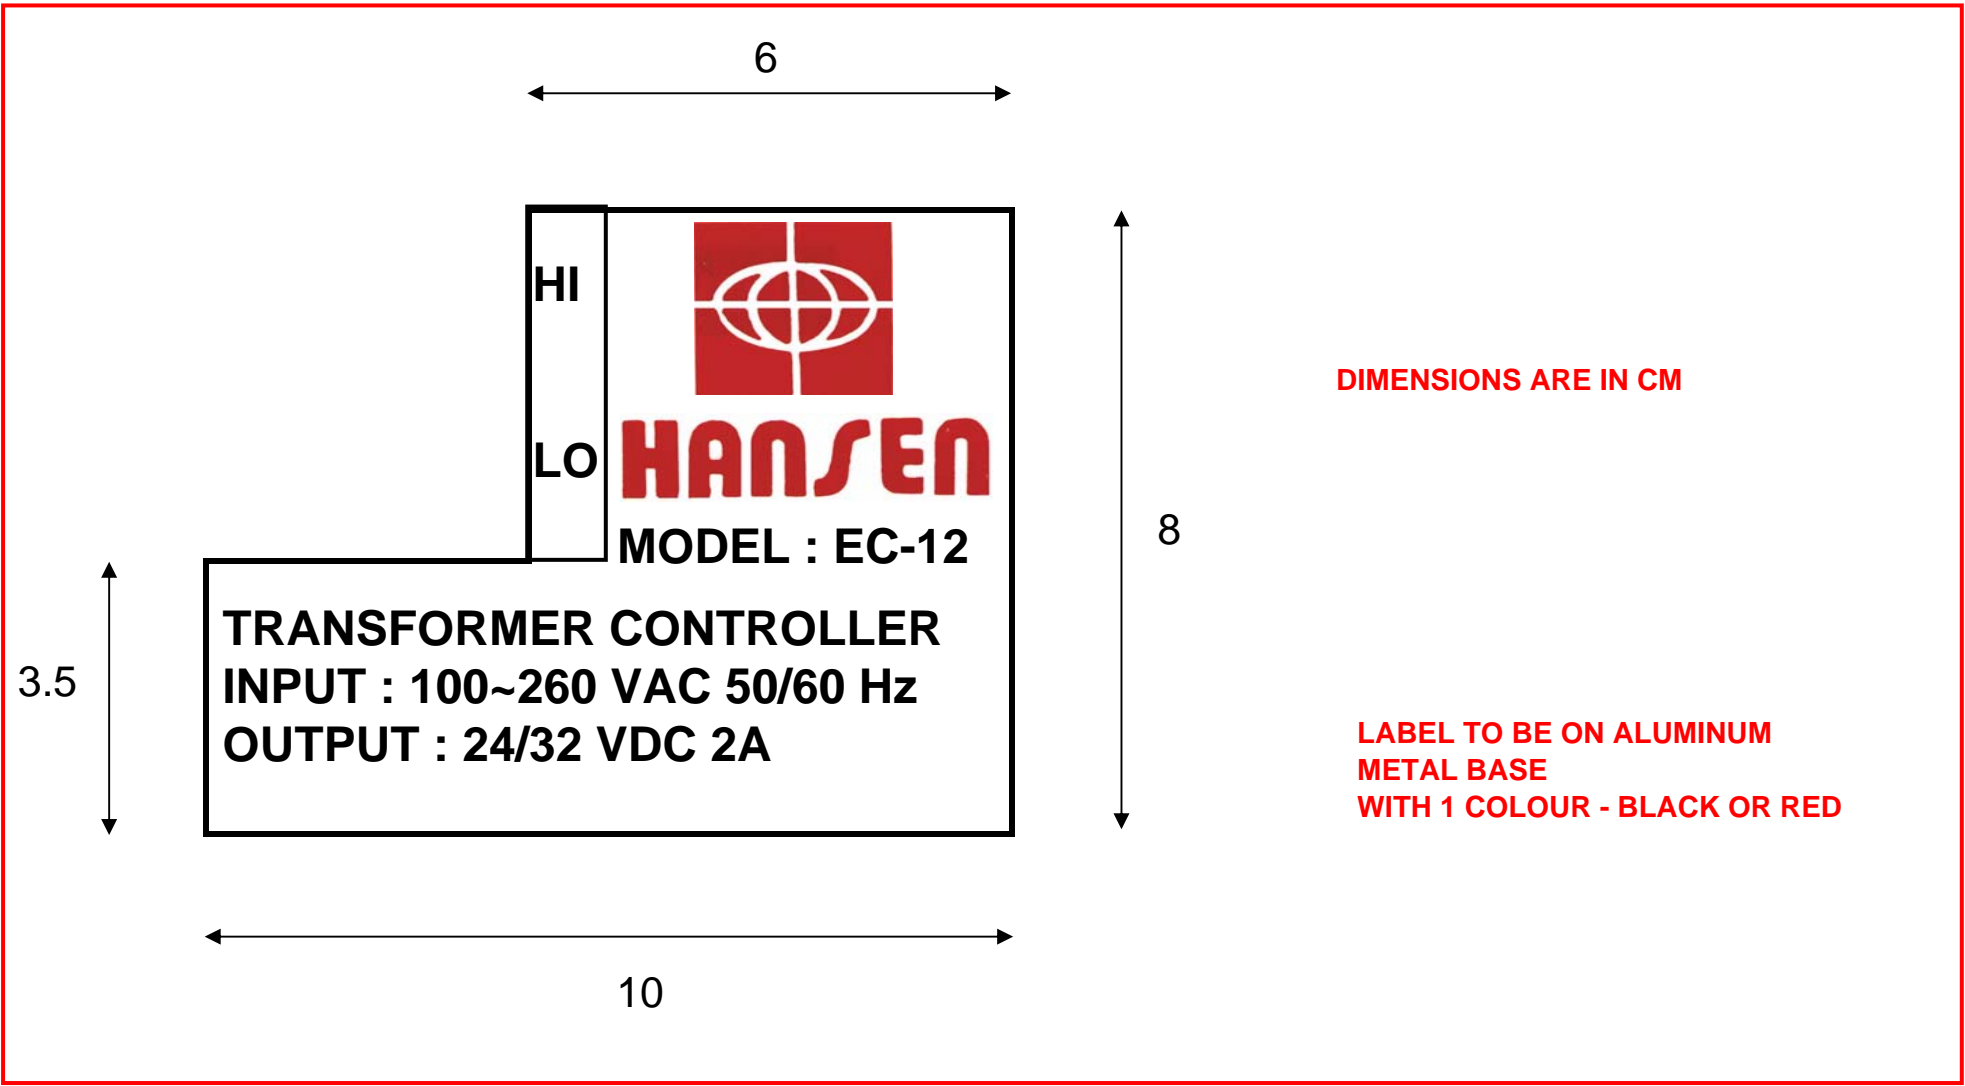 6
HI
LO
HANSEN
MODEL : EC-12
8
3.5
TRANSFORMER CONTROLLER
INPUT : 100~260 VAC 50/60 Hz
OUTPUT : 24/32 VDC 2A
10
DIMENSIONS ARE IN CM
LABEL TO BE ON ALUMINUM
METAL BASE
WITH 1 COLOUR - BLACK OR RED